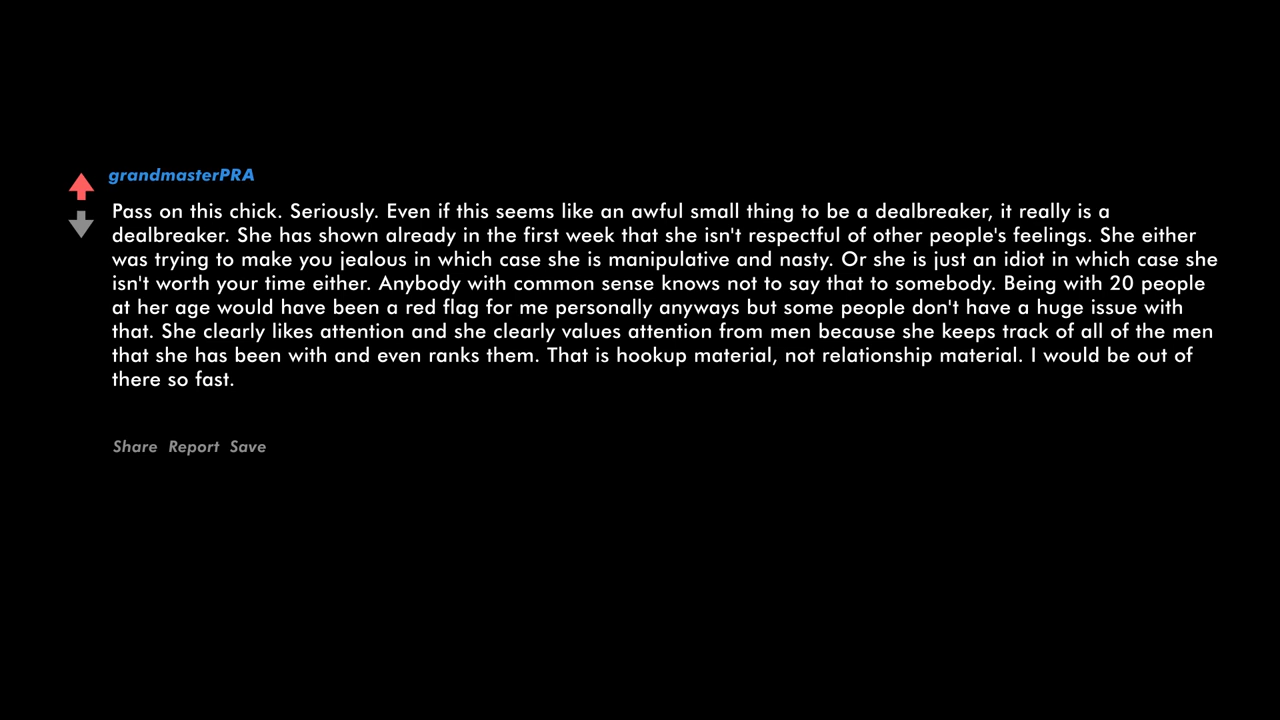 grandmasterPRA
Pass on this chick. Seriously. Even if this seems like an awful small thing to be a dealbreaker, it really is a
dealbreaker. She has shown already in the first week that she isn't respectful of other people's feelings. She either
was trying to make you jealous in which case she is manipulative and nasty. Or she is just an idiot in which case she
isn't worth your time either. Anybody with common sense knows not to say that to somebody. Being with 20 people
at her age would have been a red flag for me personally anyways but some people don't have a huge issue with
that. She clearly likes attention and she clearly values attention from men because she keeps track of all of the men
that she has been with and even ranks them. That is hookup material, not relationship material. I would be out of
there so fast.
Share Report Save